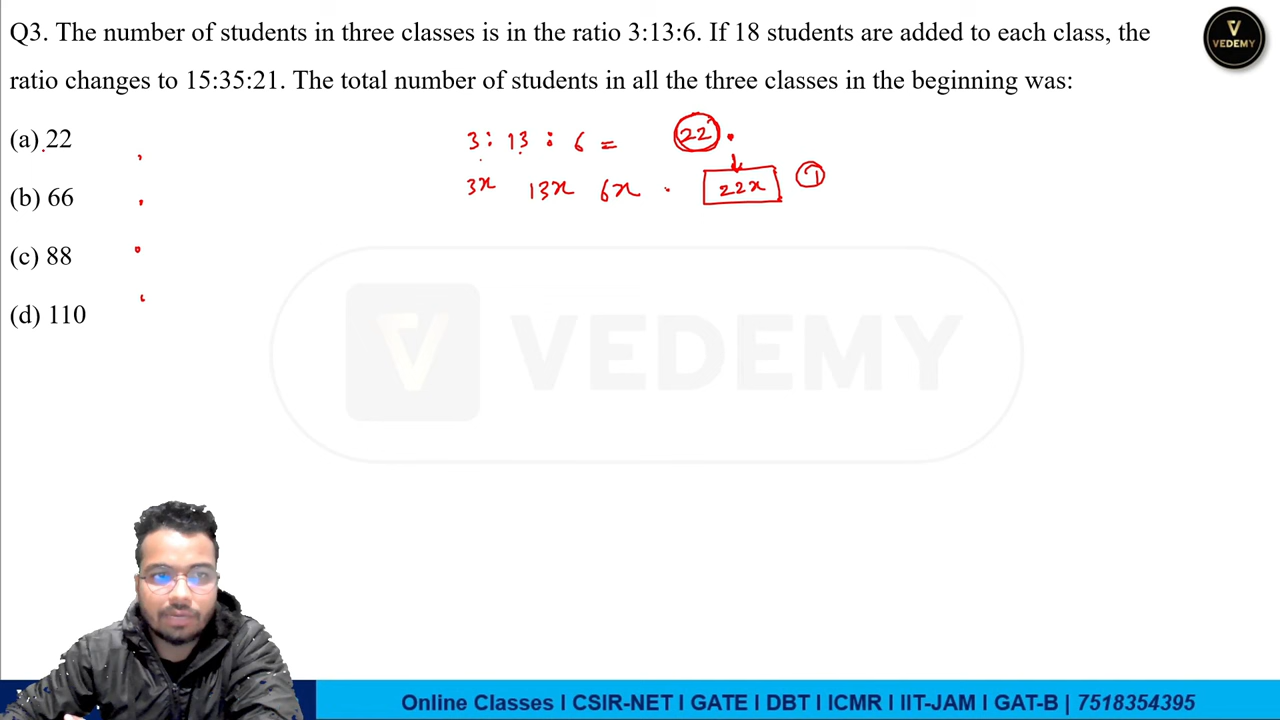 Q3. The number of students in three classes is in the ratio 3:13:6. If 18 students are added to each class, the
ratio changes to 15:35:21. The total number of students in all the three classes in the beginning was:
VEDEMY
(a) 22
(b) 66
(c) 88
(d) 110
3 : 13 : 6 = 22
3x 13x 6x 22x
VEDEMY
Online Classes I CSIR-NET I GATE I DBT I ICMR I IIT-JAM I GAT-B | 7518354395